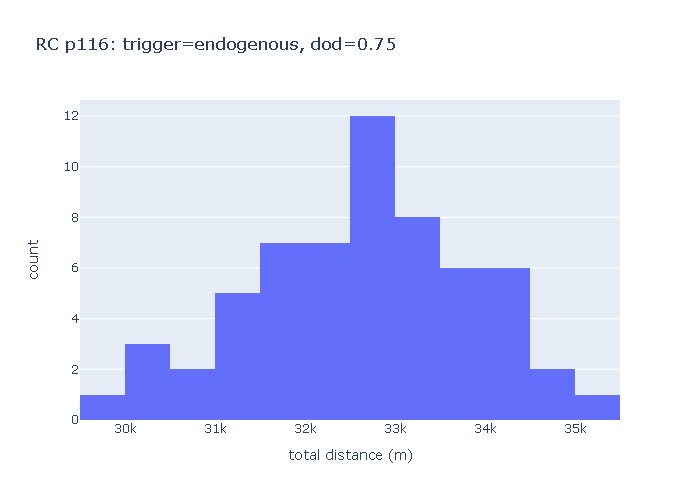 RC p116: trigger=endogenous, dod=0.75
12
10
8
6
4
2
0
count
30k 31k 32k 33k 34k 35k
total distance (m)